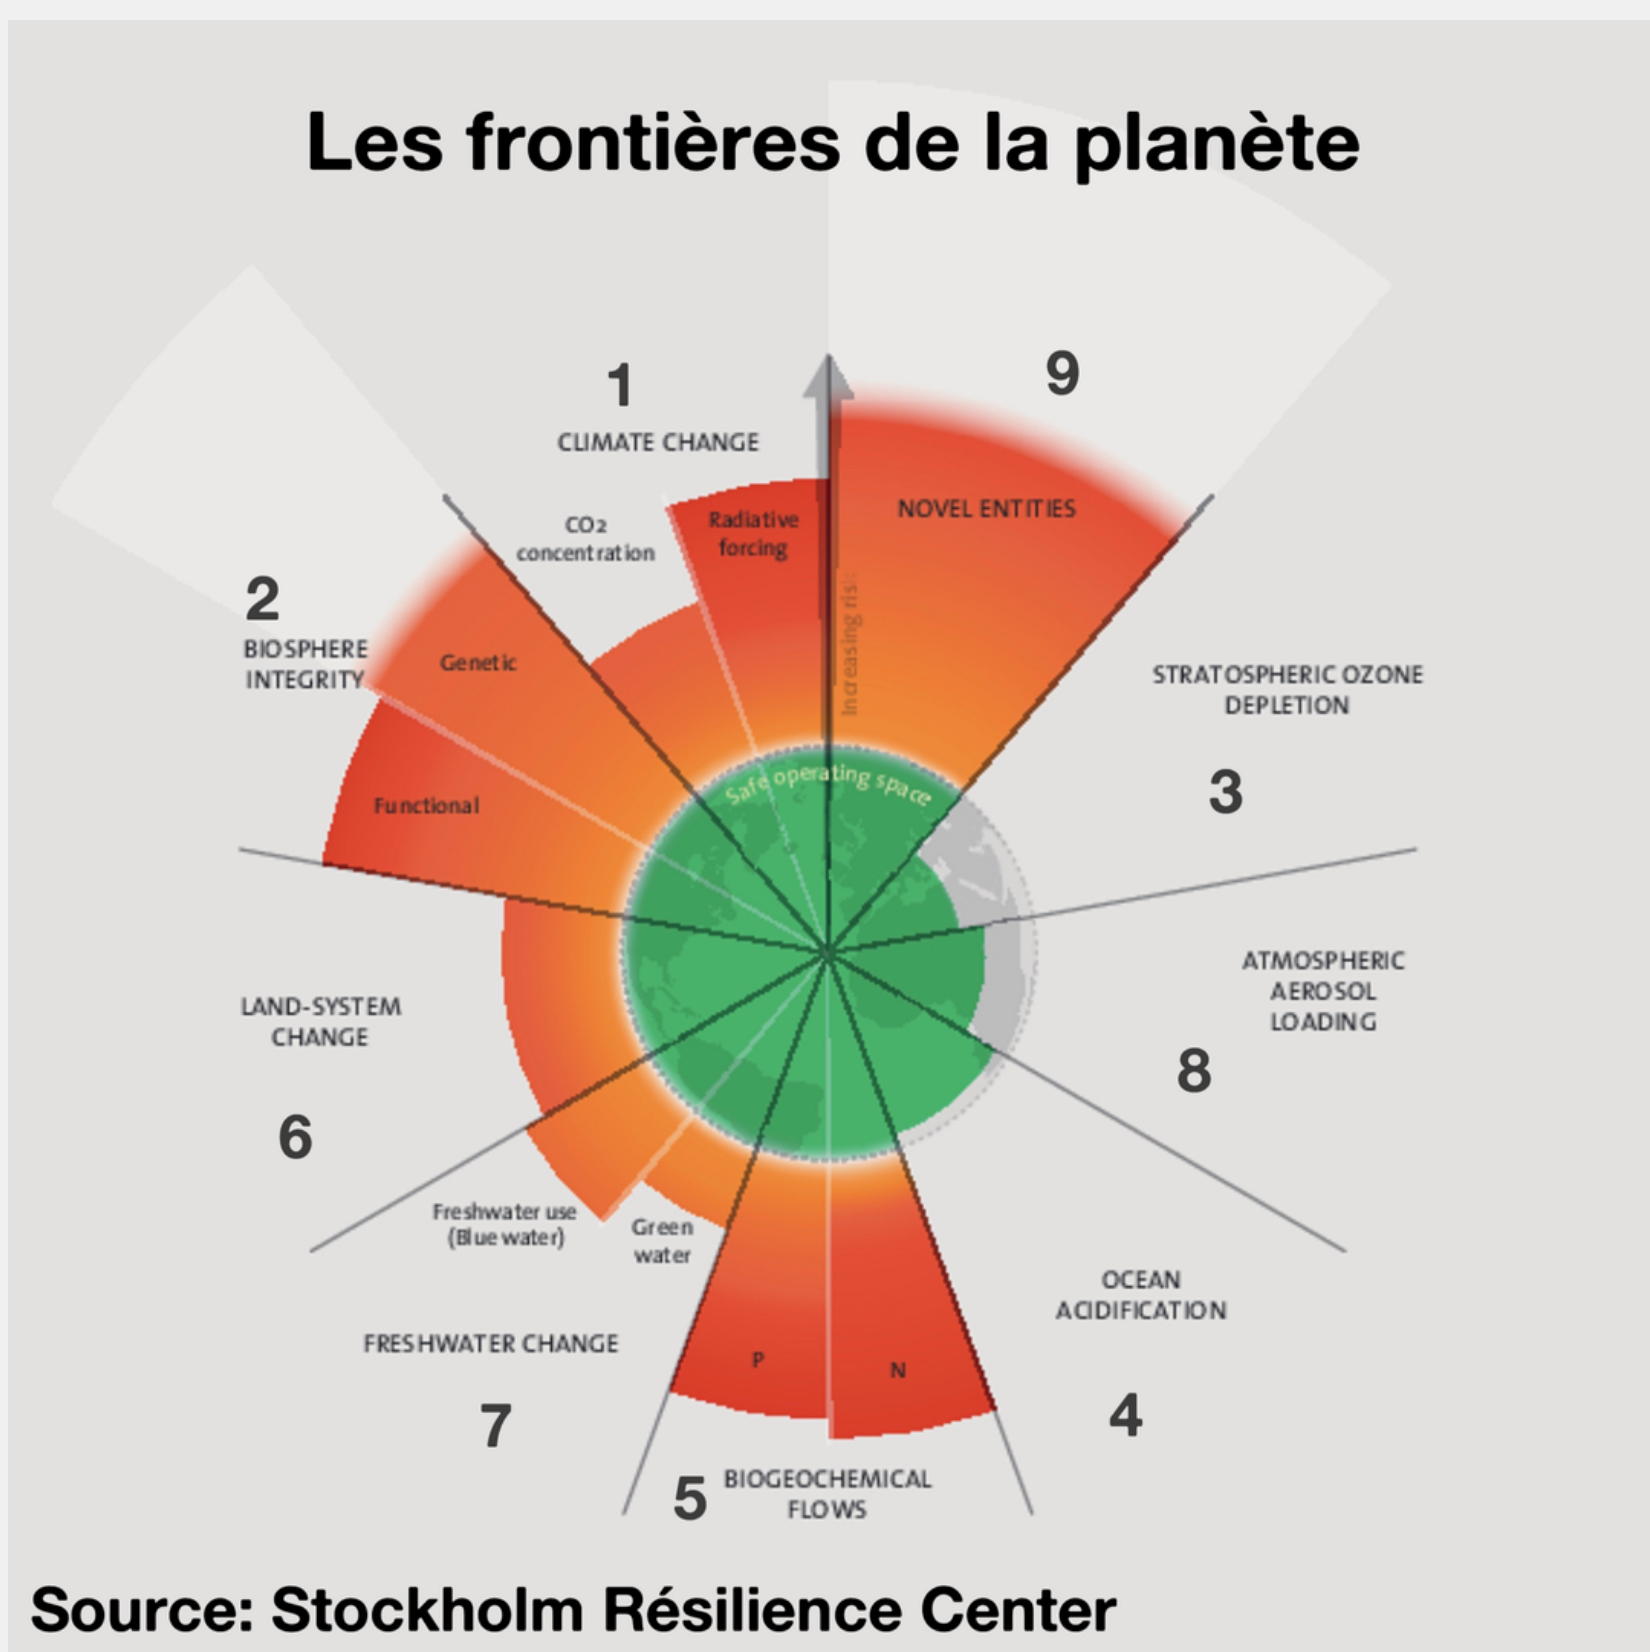 Les frontières de la planète
1
CLIMATE CHANGE
CO2
concentration
Radiative
forcing
9
NOVEL ENTITIES
Increasing risk
2
BIOSPHERE
INTEGRITY
Genetic
Functional
STRATOSPHERIC OZONE
DEPLETION
3
Safe operating space
ATMOSPHERIC
AEROSOL
LOADING
8
LAND-SYSTEM
CHANGE
6
Freshwater use
(Blue water)
Green
water
FRESHWATER CHANGE
7
P
N
OCEAN
ACIDIFICATION
4
5
BIOGEOCHEMICAL
FLOWS
Source: Stockholm Résilience Center